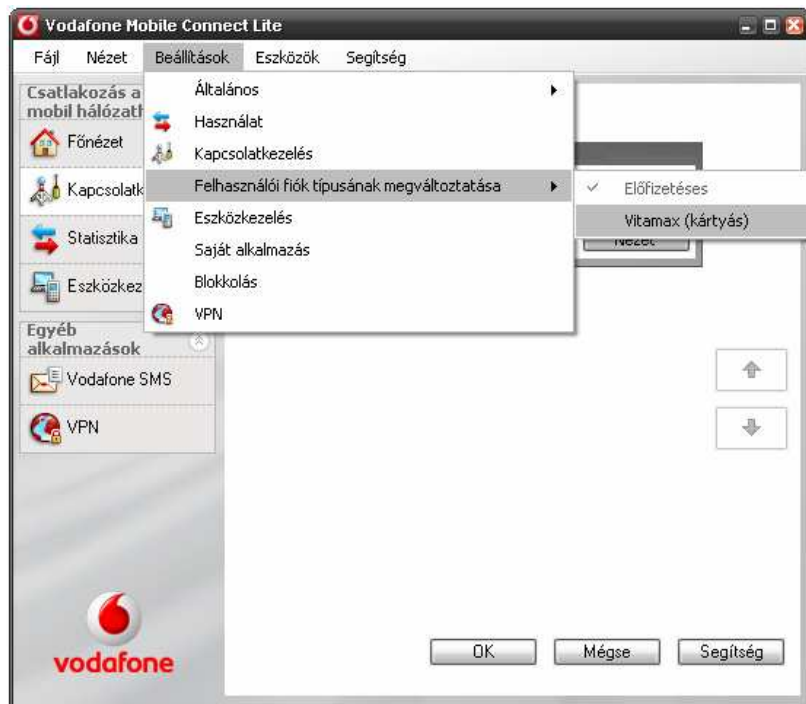 Vodafone Mobile Connect Lite
Fájl Nézet Beállítások Eszközök Segítség
Csatlakozás a
mobil hálózath
Főnézet
Kapcsolatk
Statisztika
Eszközkez
Egyéb
alkalmazások
Vodafone SMS
VPN
vodafone
Általános
Használat
Kapcsolatkezelés
Felhasználói fiók típusának megváltoztatása
Eszközkezelés
Saját alkalmazás
Blokkolás
VPN
Előfizetéses
Vitamax (kártyás)
Nézet
OK Mégse Segítség